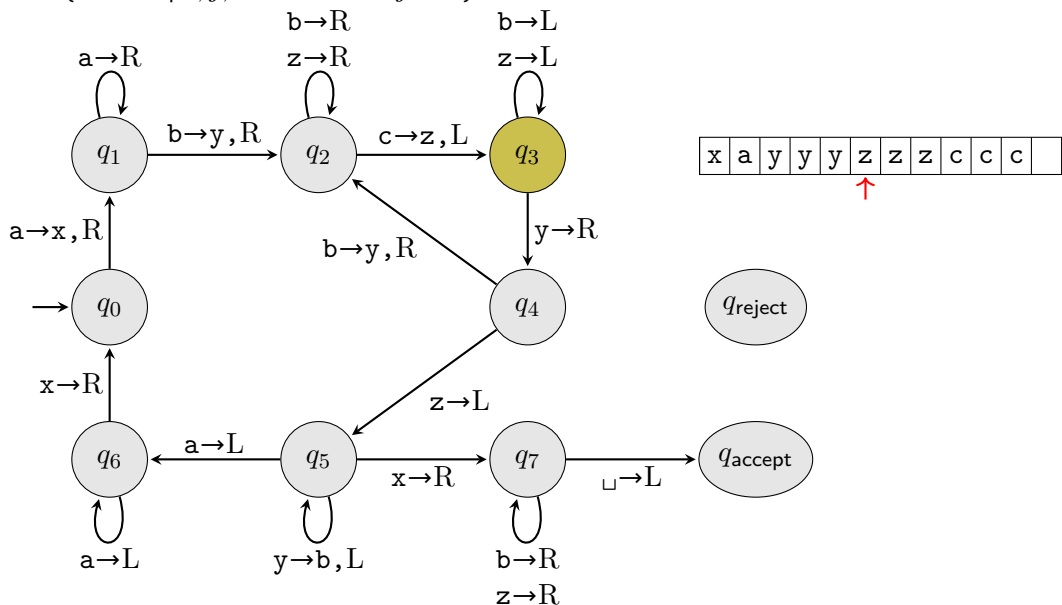 b→R
b→L
a→R
z→R
z→L
q1
b→y,R
q2
c→z,L
q3
x a y y y z z z c c c
a→x,R
b→y,R
y→R
q0
q4
qreject
x→R
z→L
q6
a→L
q5
x→R
q7
␣→L
qaccept
a→L
y→b,L
b→R
z→R